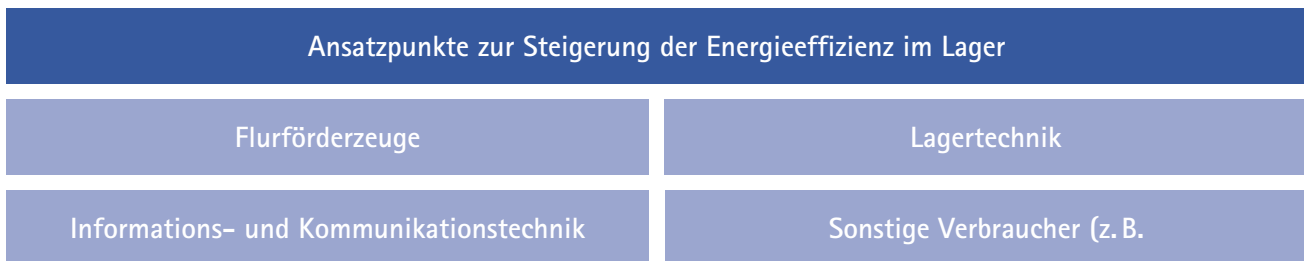 Ansatzpunkte zur Steigerung der Energieeffizienz im Lager
Flurförderzeuge
Lagertechnik
Informations- und Kommunikationstechnik
Sonstige Verbraucher (z. B.